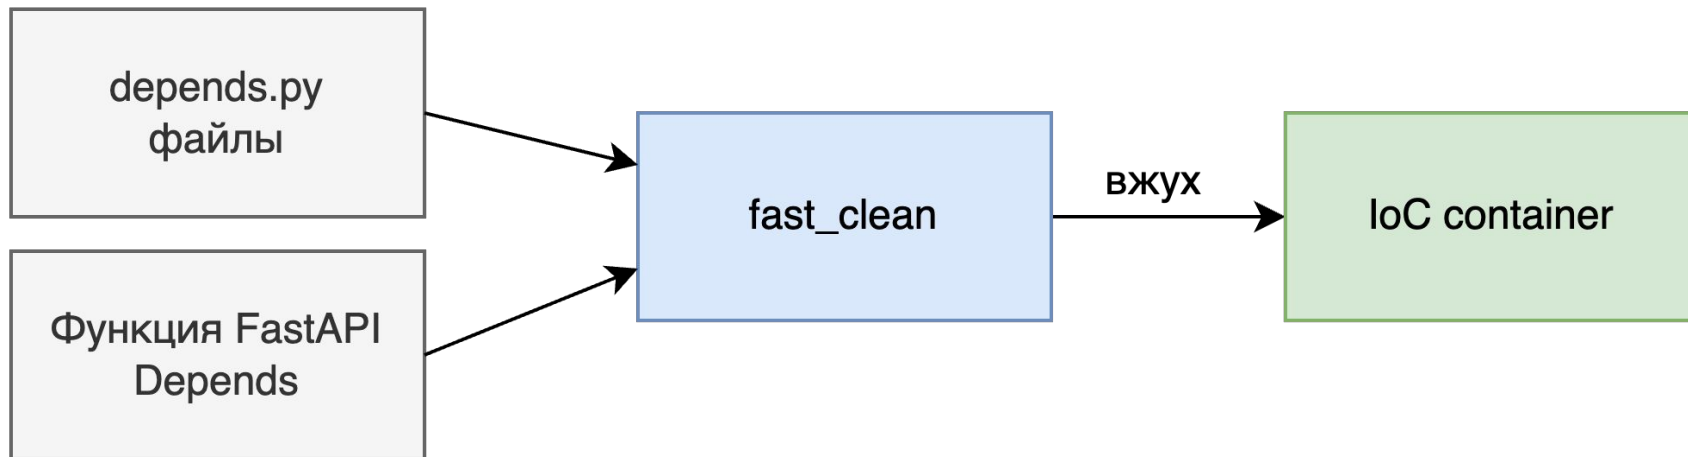 depends.py
файлы
Функция FastAPI
Depends
fast_clean
вжух
IoC container